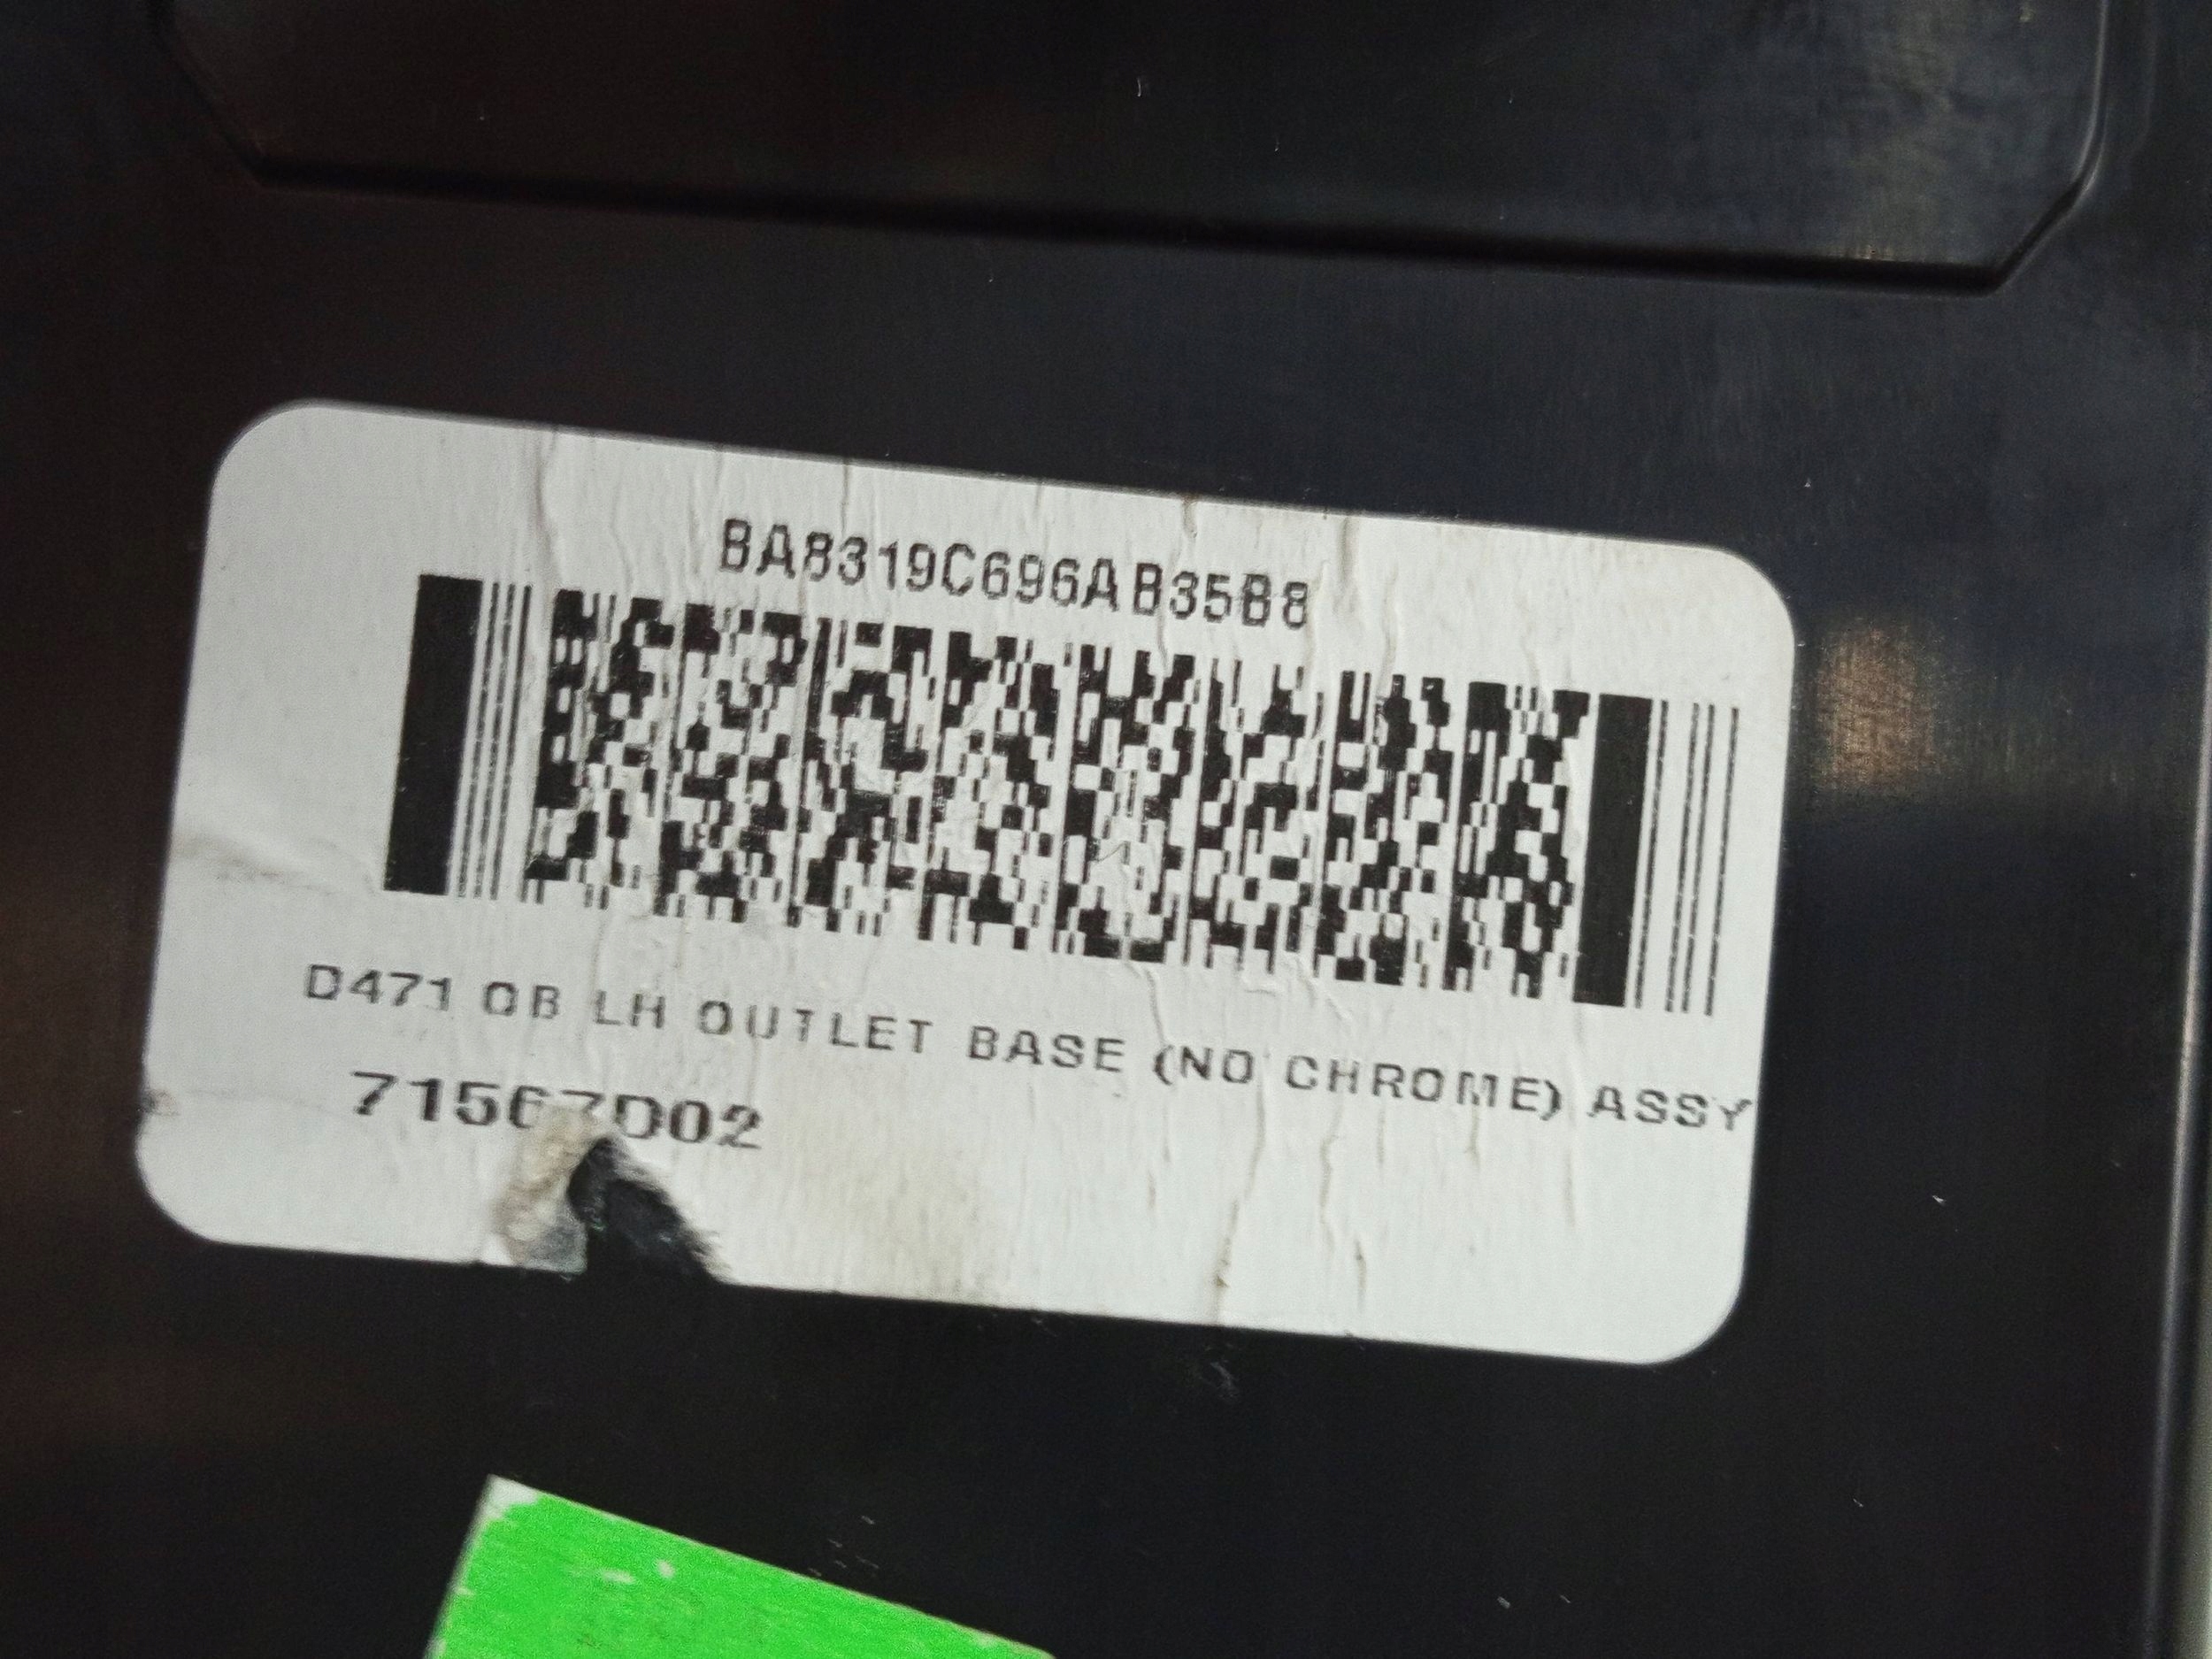 BA8319C696AB35B8
D471 OB LH OUTLET BASE (NO CHROME) ASSY
71567D02